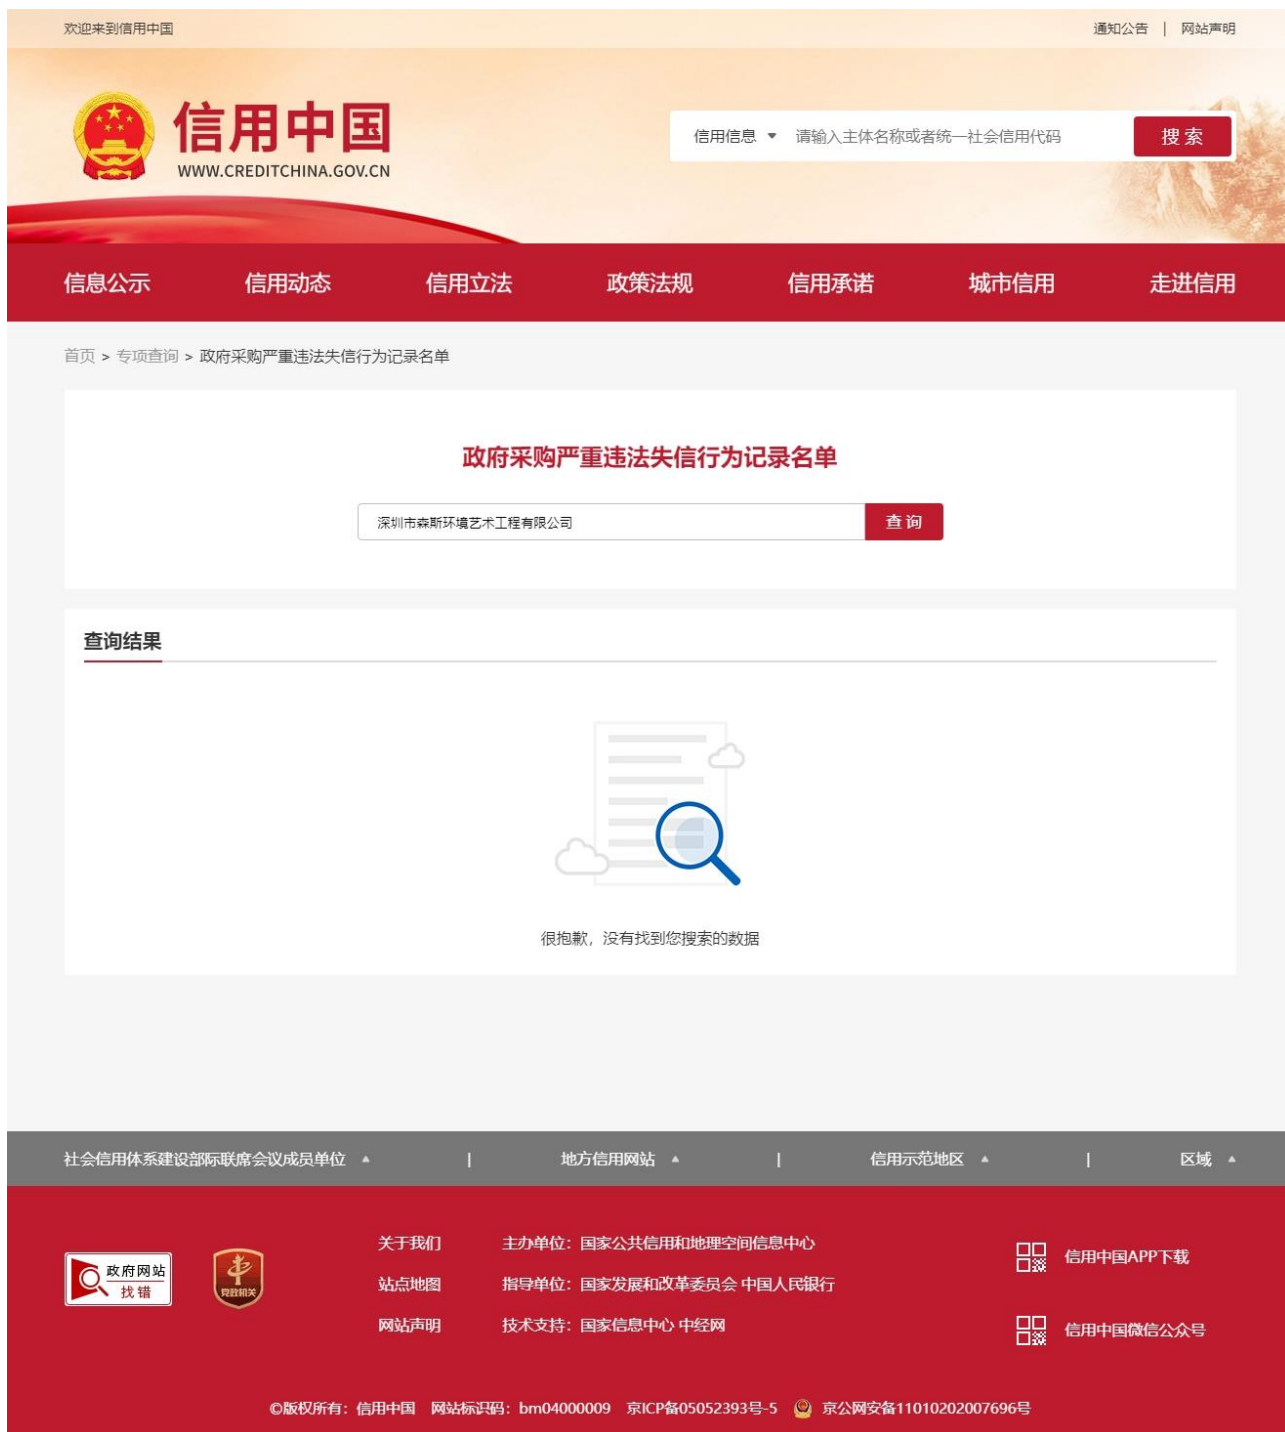 欢迎来到信用中国
通知公告 | 网站声明
信用中国
WWW.CREDITCHINA.GOV.CN
信用信息 请输入主体名称或者统一社会信用代码 搜索
信息公示 信用动态 信用立法 政策法规 信用承诺 城市信用 走进信用
首页 > 专项查询 > 政府采购严重违法失信行为记录名单
政府采购严重违法失信行为记录名单
深圳市森斯环境艺术工程有限公司 查询
查询结果
很抱歉，没有找到您搜索的数据
社会信用体系建设部际联席会议成员单位 | 地方信用网站 | 信用示范地区 | 区域
政府网站
找错
党政机关
关于我们 主办单位：国家公共信用和地理空间信息中心
站点地图 指导单位：国家发展和改革委员会 中国人民银行
网站声明 技术支持：国家信息中心 中经网
信用中国APP下载
信用中国微信公众号
©版权所有：信用中国 网站标识码：bm04000009 京ICP备05052393号-5 京公网安备11010202007696号